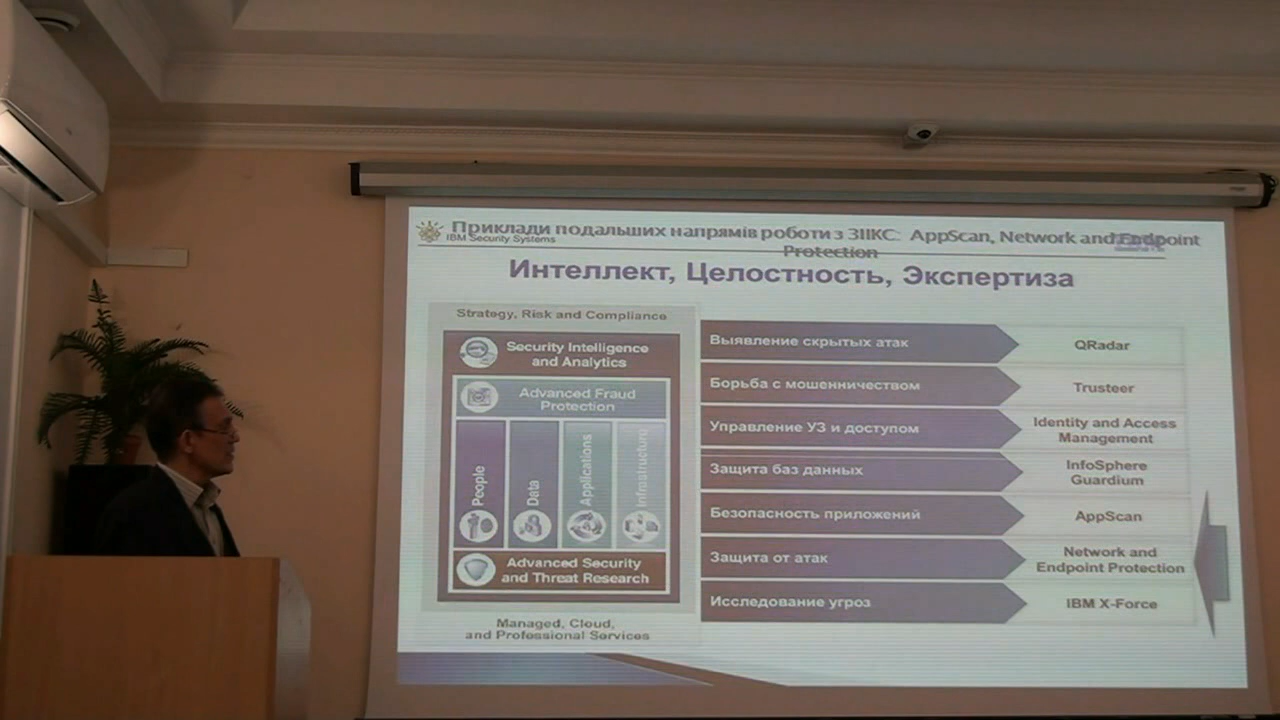 Приклади подальших напрямів роботи з ЗІІКС: AppScan, Network and Endpoint
Protection
IBM Security Systems
Интеллект, Целостность, Экспертиза
Strategy, Risk and Compliance
Security Intelligence
and Analytics
Advanced Fraud
Protection
People
Data
Applications
Infrastructure
Advanced Security
and Threat Research
Managed, Cloud,
and Professional Services
Выявление скрытых атак
QRadar
Борьба с мошенничеством
Trusteer
Управление УЗ и доступом
Identity and Access
Management
Защита баз данных
InfoSphere
Guardium
Безопасность приложений
AppScan
Защита от атак
Network and
Endpoint Protection
Исследование угроз
IBM X-Force